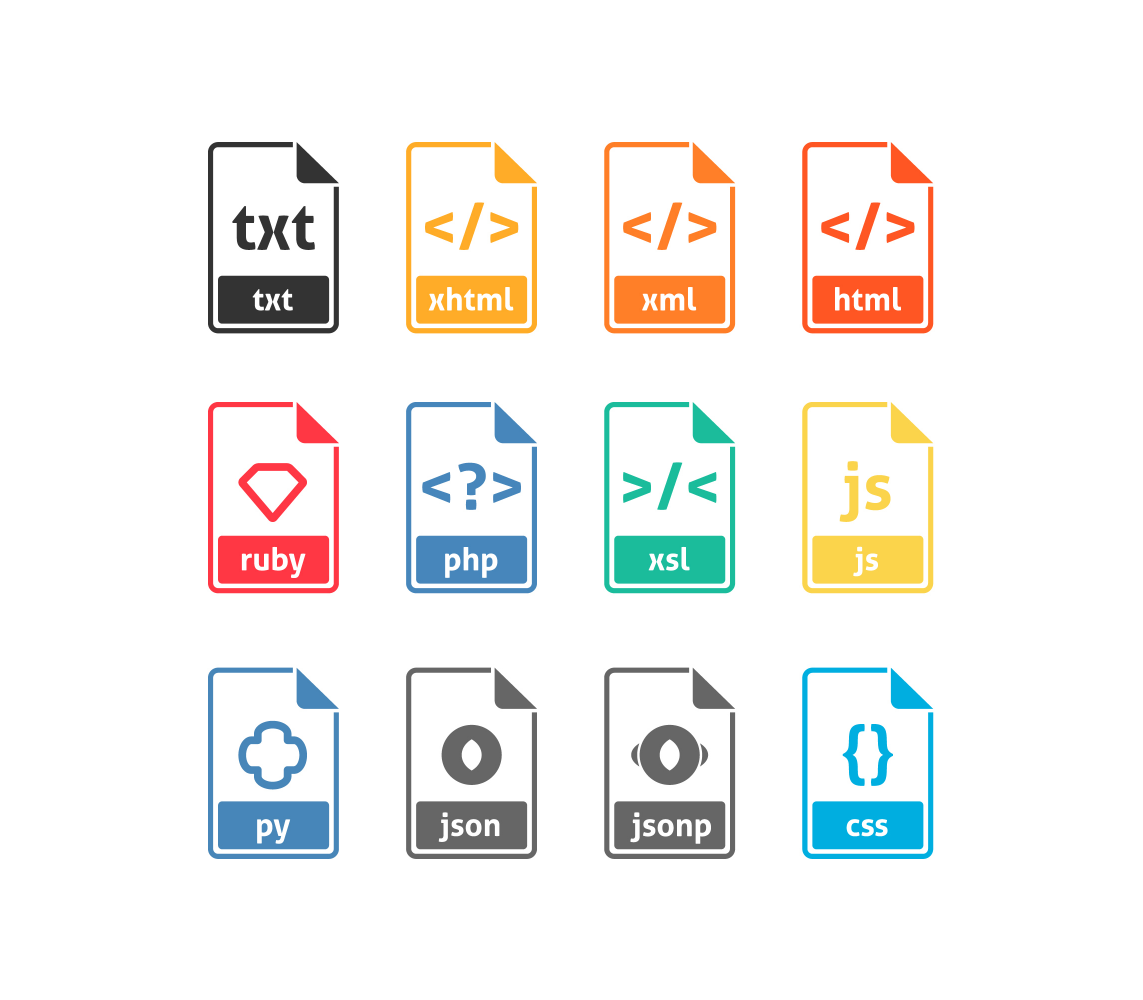 txt </> </> </>
txt xhtml xml html
<?> >/< js
ruby php xsl js
{}
py json jsonp css